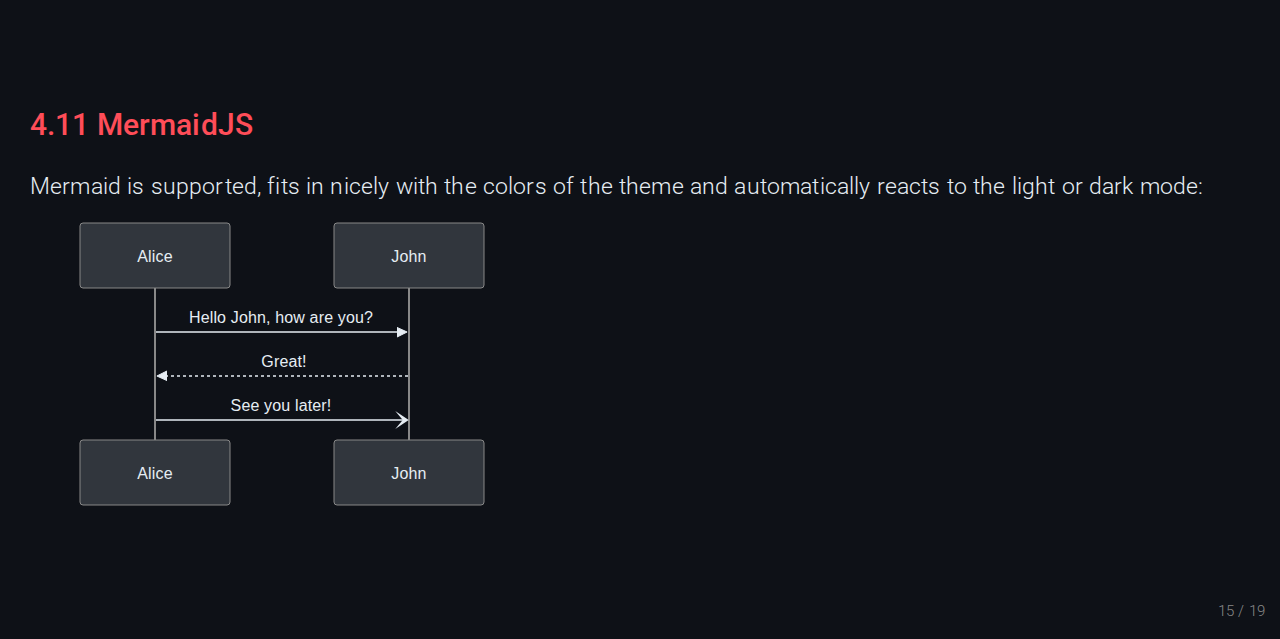 4.11 MermaidJS
Mermaid is supported, fits in nicely with the colors of the theme and automatically reacts to the light or dark mode:
Alice John
Hello John, how are you?
Great!
See you later!
Alice John
15 / 19